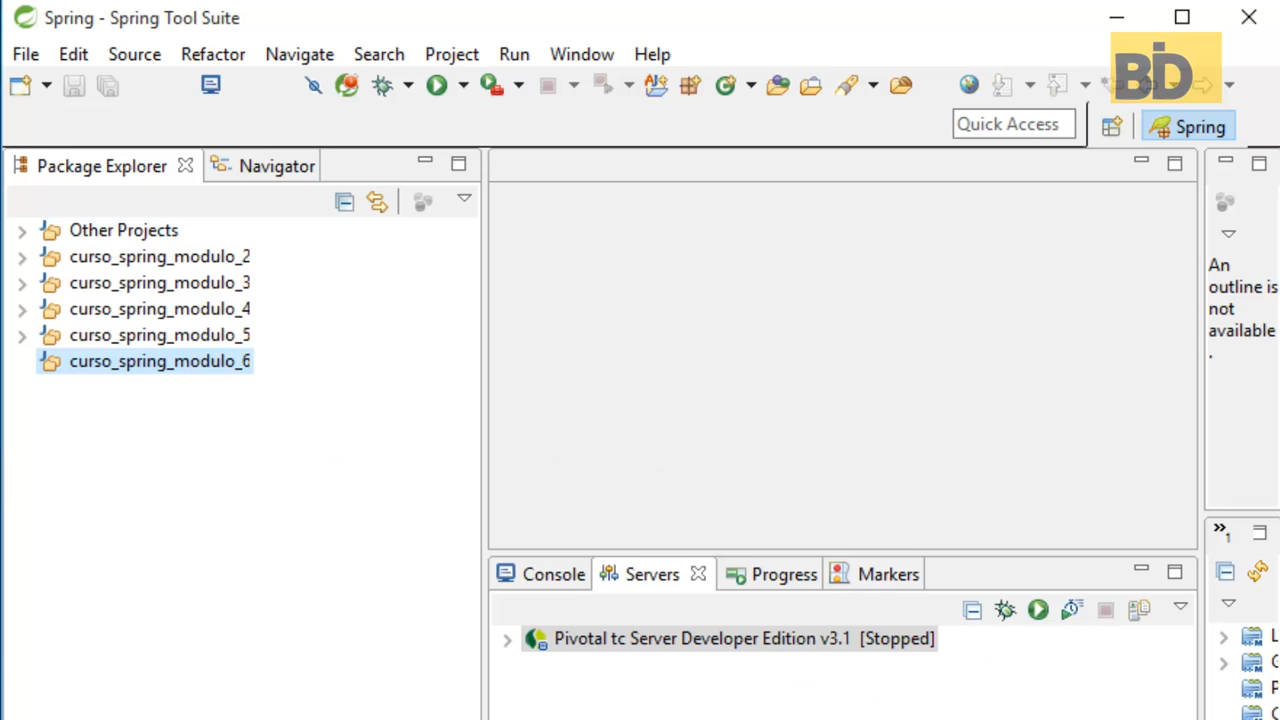 Spring - Spring Tool Suite
File Edit Source Refactor Navigate Search Project Run Window Help
BD
Quick Access
Spring
Package Explorer
Navigator
Other Projects
curso_spring_modulo_2
curso_spring_modulo_3
curso_spring_modulo_4
curso_spring_modulo_5
curso_spring_modulo_6
An
outline is
not
available
.
1
Console Servers Progress Markers
Pivotal tc Server Developer Edition v3.1 [Stopped]
L
G
P